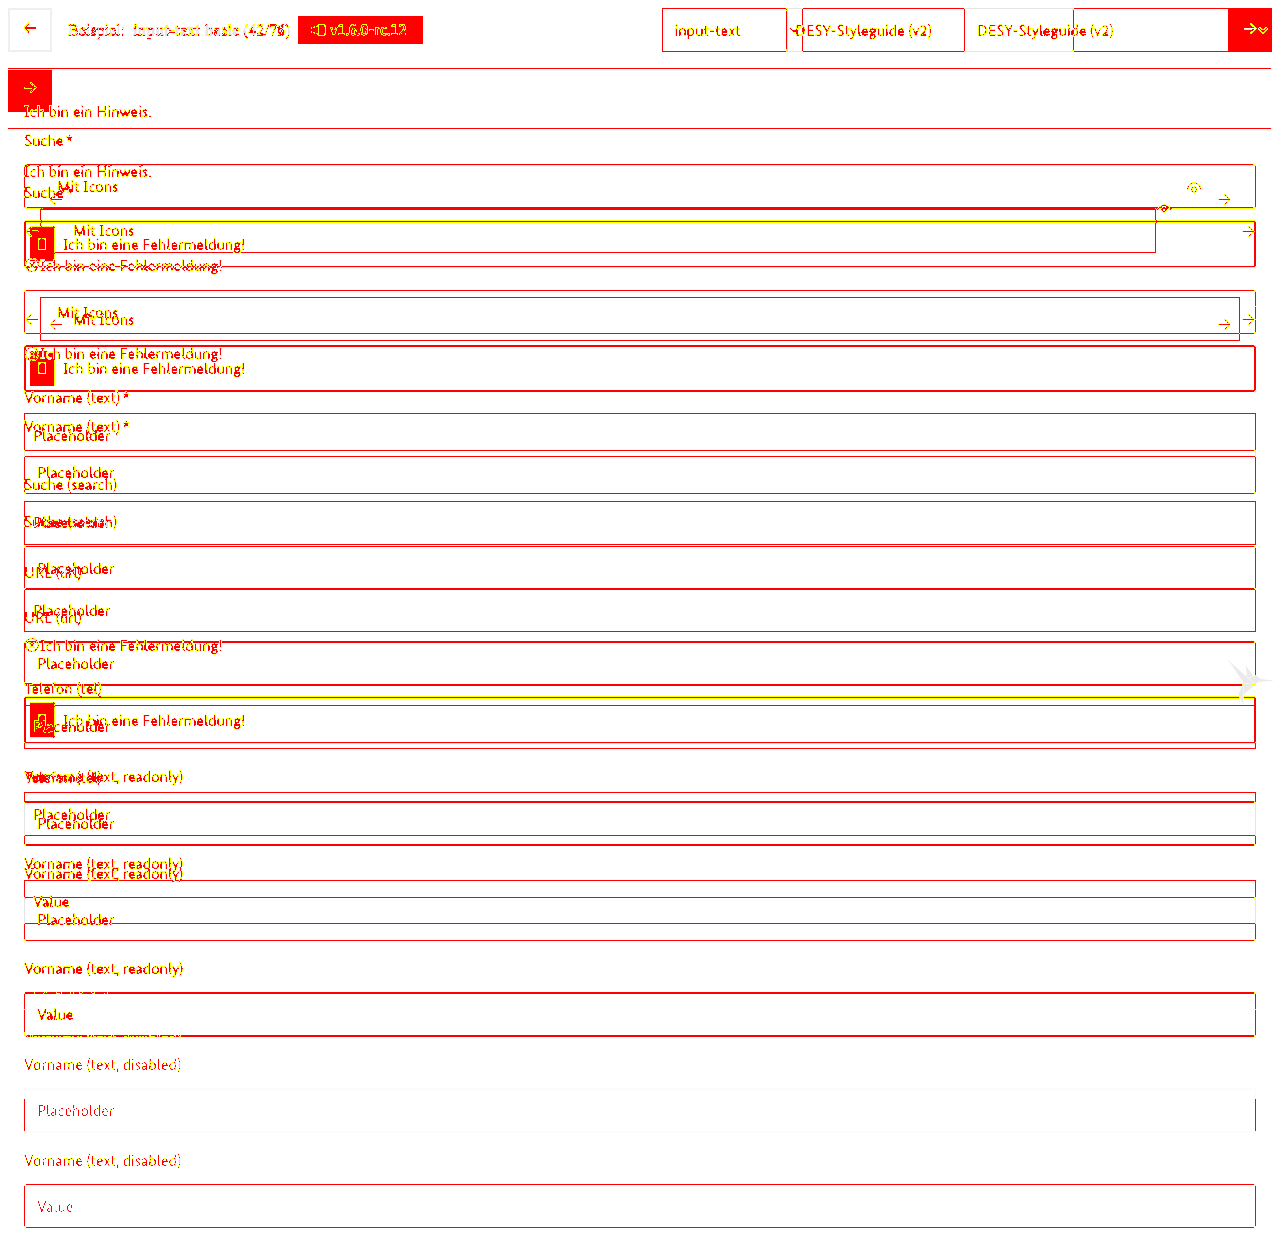 Beispiel: input-text basic (42/76) v1.6.0-rc.12 input-text DESY-Styleguide (v2) DESY-Styleguide (v2)
Ich bin ein Hinweis.
Suche *
Ich bin ein Hinweis.
Mit Icons
Suche *
Mit Icons
Ich bin eine Fehlermeldung!
Ich bin eine Fehlermeldung!
Mit Icons
Mit Icons
Ich bin eine Fehlermeldung!
Ich bin eine Fehlermeldung!
Vorname (text) *
Vorname (text) *
Placeholder
Placeholder
Suche (search)
Placeholder
URL (url)
Placeholder
URL (url)
Ich bin eine Fehlermeldung!
Placeholder
Telefon (tel)
Ich bin eine Fehlermeldung!
Placeholder
Vorname (text, readonly)
Placeholder
Placeholder
Vorname (text, readonly)
Vorname (text, readonly)
Value
Placeholder
Vorname (text, readonly)
Value
Vorname (text, disabled)
Placeholder
Vorname (text, disabled)
Value